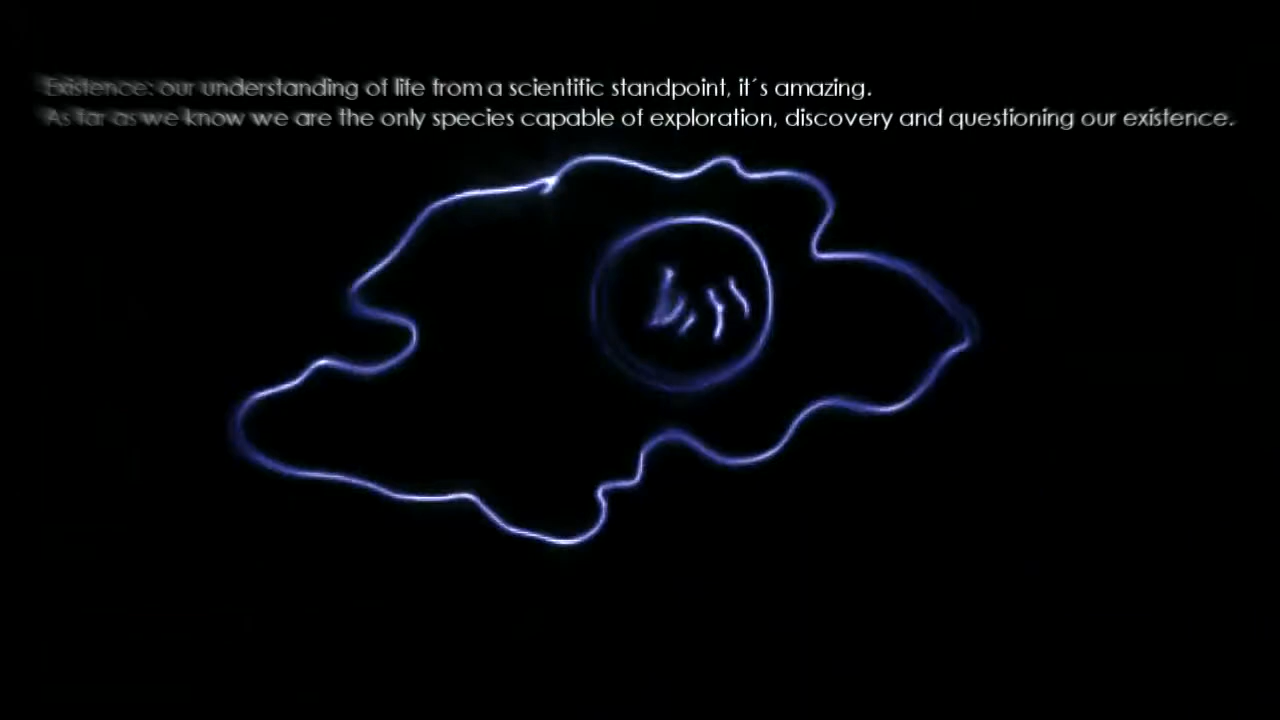 Existence: our understanding of life from a scientific standpoint, it´s amazing.
As far as we know we are the only species capable of exploration, discovery and questioning our existence.